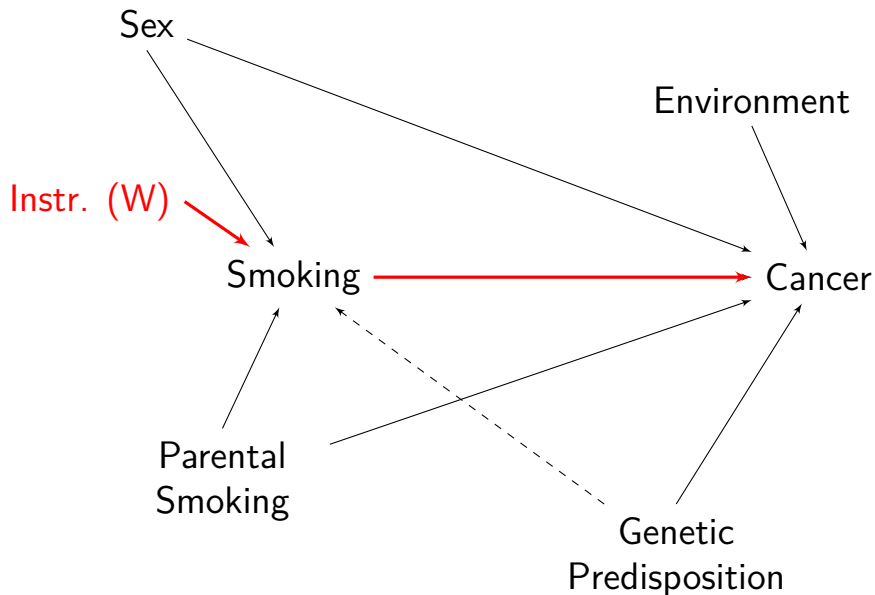 Sex
Environment
Instr. (W)
Smoking
Cancer
Parental
Smoking
Genetic
Predisposition